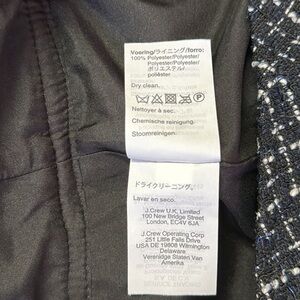 Voering/ライニング/forro:
100% Polyester/Polyester/
Polyester/Polyester/
ポリエステル/
poliéster
Dry clean.
P
Nettoyer à sec.
Chemische reinigung.
Stoomreinigen.
ドライクリーニング。
Lavar en seco.
J.Crew U.K. Limited
100 New Bridge Street
London, EC4V 6JA
J.Crew Operating Corp
251 Little Falls Drive
USA DE 19808 Wilmington
Delaware
Verenidge Staten Van
Amerika